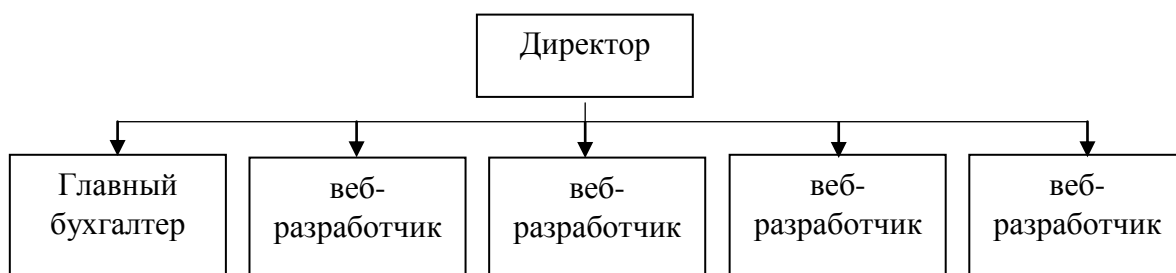 Директор
Главный
бухгалтер
веб-
разработчик
веб-
разработчик
веб-
разработчик
веб-
разработчик